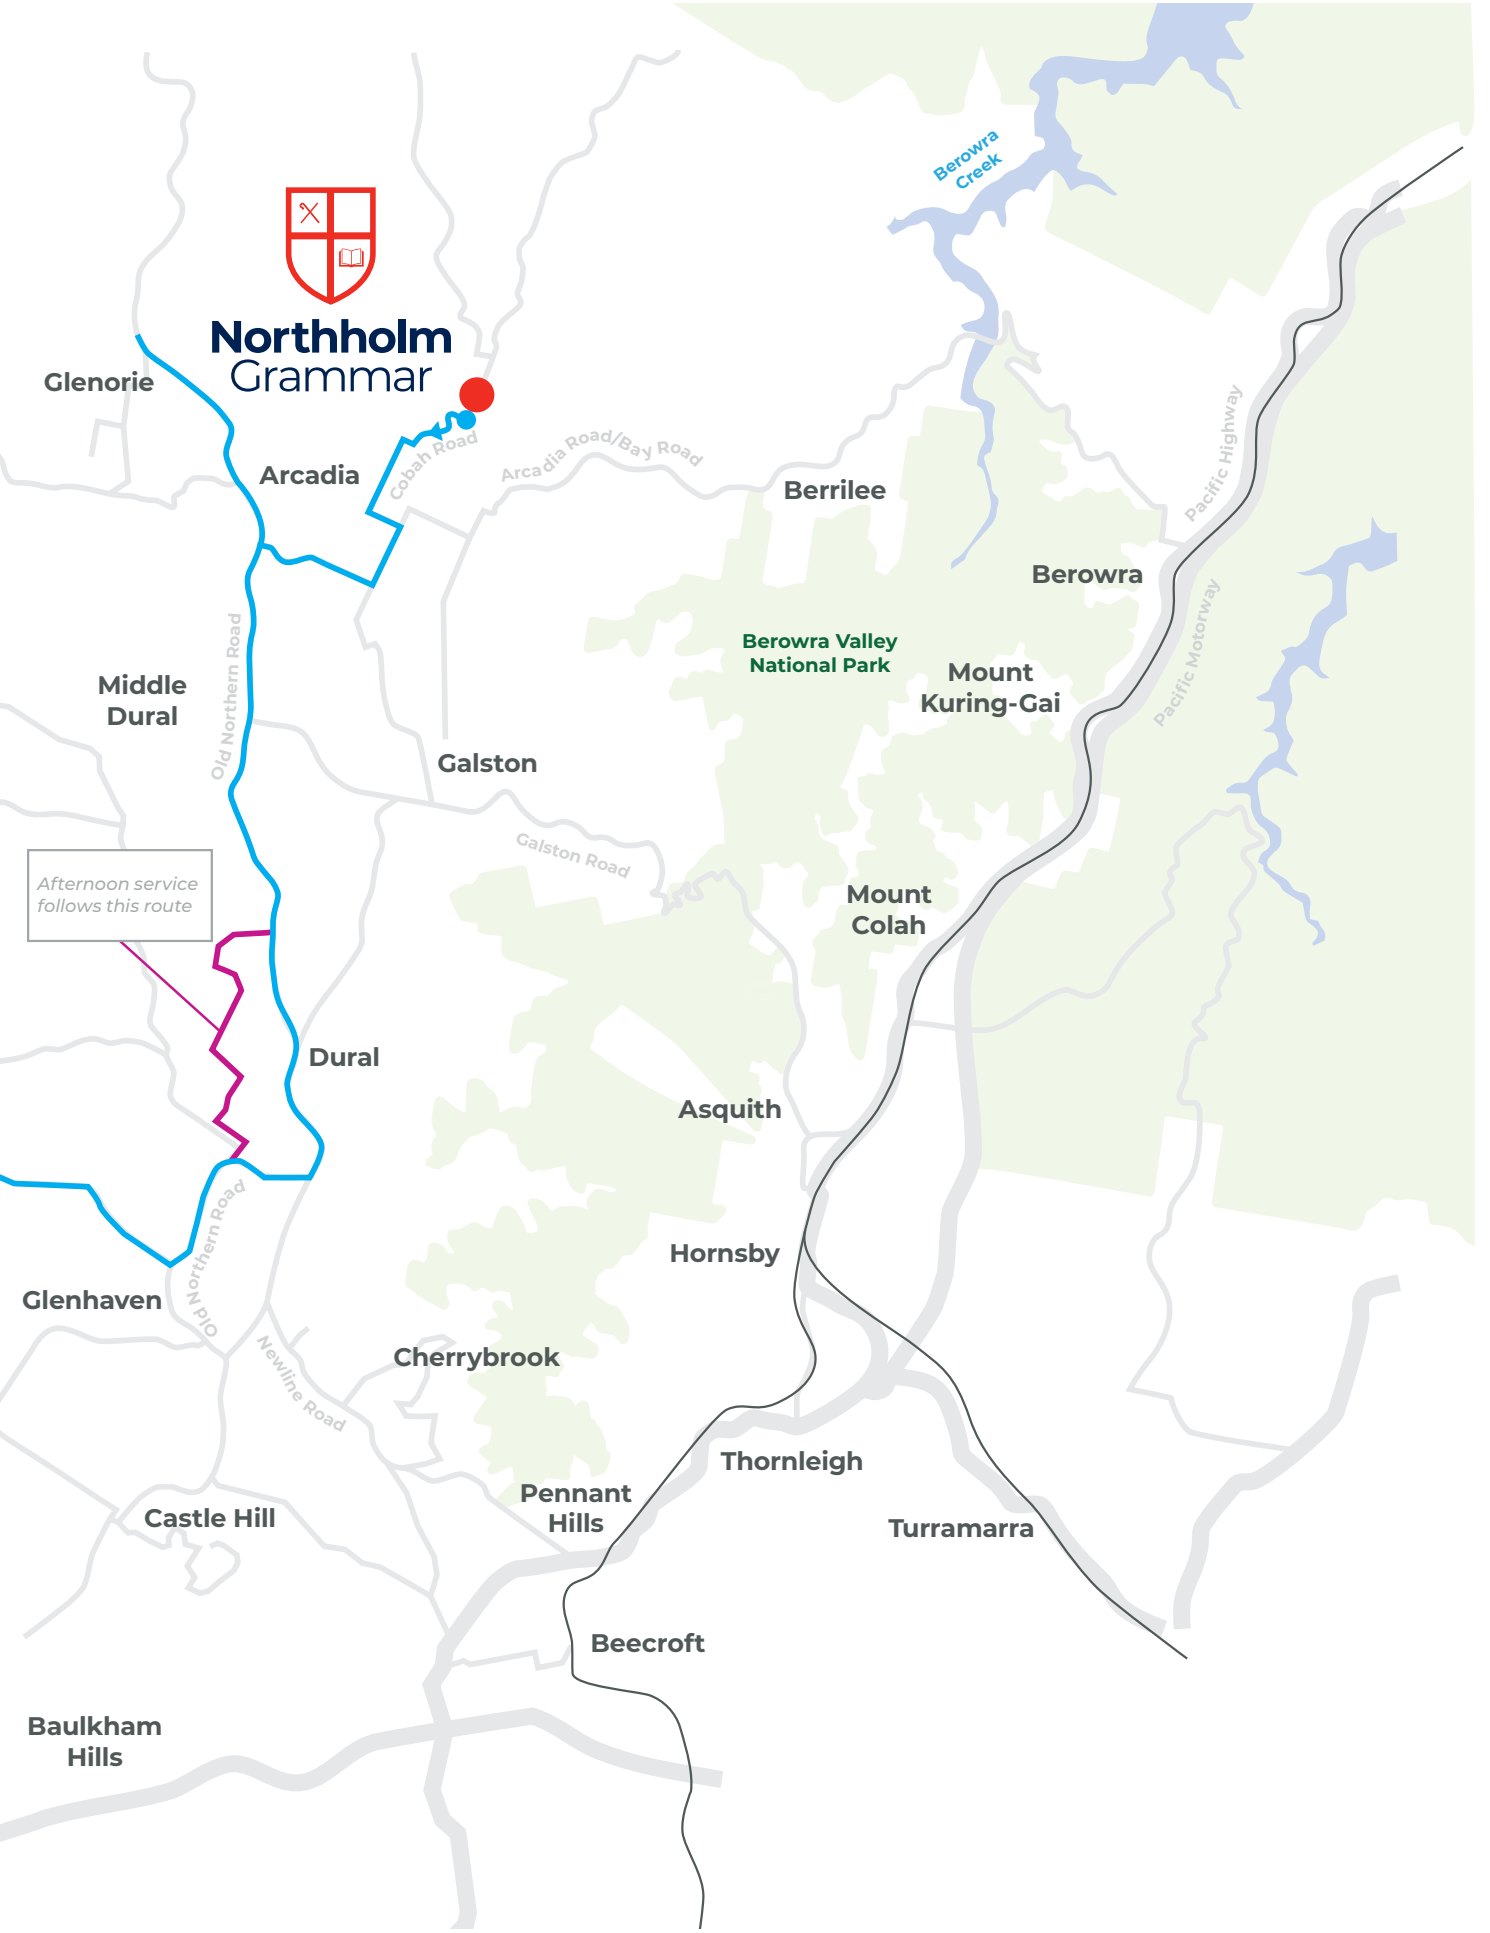 Berowra
Creek
Northholm
Grammar
Glenorie
Cobah Road
Arcadia Road/Bay Road
Arcadia
Berrilee
Pacific Highway
Berowra
Pacific Motorway
Berowra Valley
National Park
Old Northern Road
Middle
Dural
Mount
Kuring-Gai
Galston
Galston Road
Afternoon service
follows this route
Mount
Colah
Dural
Asquith
Old Northern Road
Hornsby
Glenhaven
Newline Road
Cherrybrook
Thornleigh
Pennant
Hills
Castle Hill
Turramarra
Beecroft
Baulkham
Hills